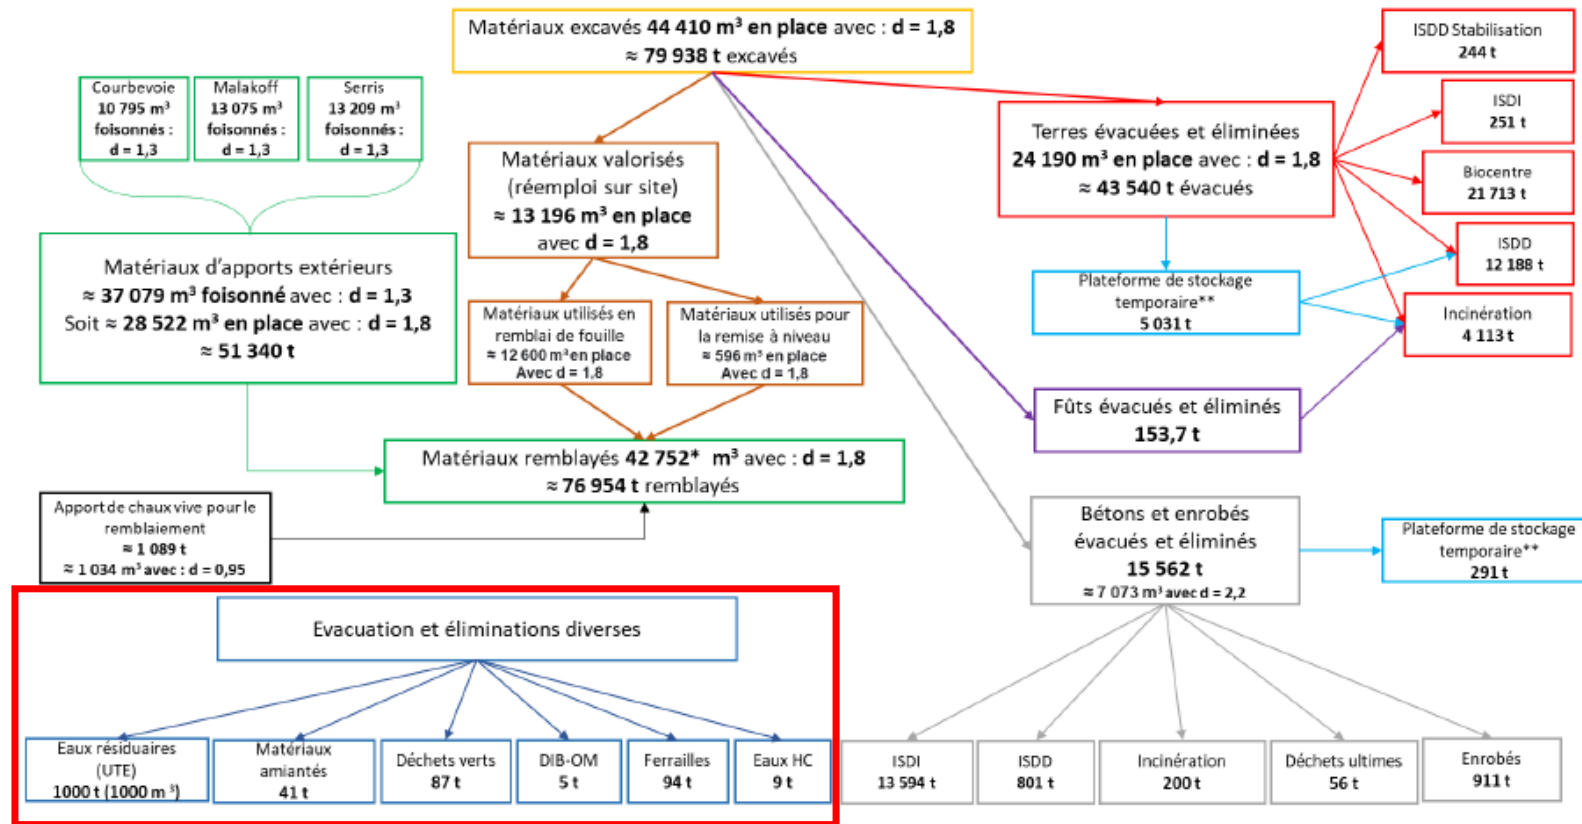 Matériaux excavés 44 410 m³ en place avec : d = 1,8
≈ 79 938 t excavés
Courbevoie
10 795 m³
foisonnés :
d = 1,3
Malakoff
13 075 m³
foisonnés :
d = 1,3
Serris
13 209 m³
foisonnés :
d = 1,3
Matériaux d'apports extérieurs
≈ 37 079 m³ foisonné avec : d = 1,3
Soit ≈ 28 522 m³ en place avec : d = 1,8
≈ 51 340 t
Matériaux valorisés
(réemploi sur site)
≈ 13 196 m³ en place
avec d = 1,8
Matériaux utilisés en
remblai de fouille
≈ 12 600 m³ en place
Avec d = 1,8
Matériaux utilisés pour
la remise à niveau
≈ 596 m³ en place
Avec d = 1,8
Matériaux remblayés 42 752* m³ avec : d = 1,8
≈ 76 954 t remblayés
Apport de chaux vive pour le
remblaiement
≈ 1 089 t
≈ 1 034 m³ avec : d = 0,95
Terres évacuées et éliminées
24 190 m³ en place avec : d = 1,8
≈ 43 540 t évacués
ISDD Stabilisation
244 t
ISDI
251 t
Biocentre
21 713 t
ISDD
12 188 t
Incinération
4 113 t
Plateforme de stockage
temporaire**
5 031 t
Fûts évacués et éliminés
153,7 t
Bétons et enrobés
évacués et éliminés
15 562 t
≈ 7 073 m³ avec d = 2,2
Plateforme de stockage
temporaire**
291 t
Evacuation et éliminations diverses
Eaux résiduaires
(UTE)
1000 t (1000 m³)
Matériaux
amiantés
41 t
Déchets verts
87 t
DIB-OM
5 t
Ferrailles
94 t
Eaux HC
9 t
ISDI
13 594 t
ISDD
801 t
Incinération
200 t
Déchets ultimes
56 t
Enrobés
911 t